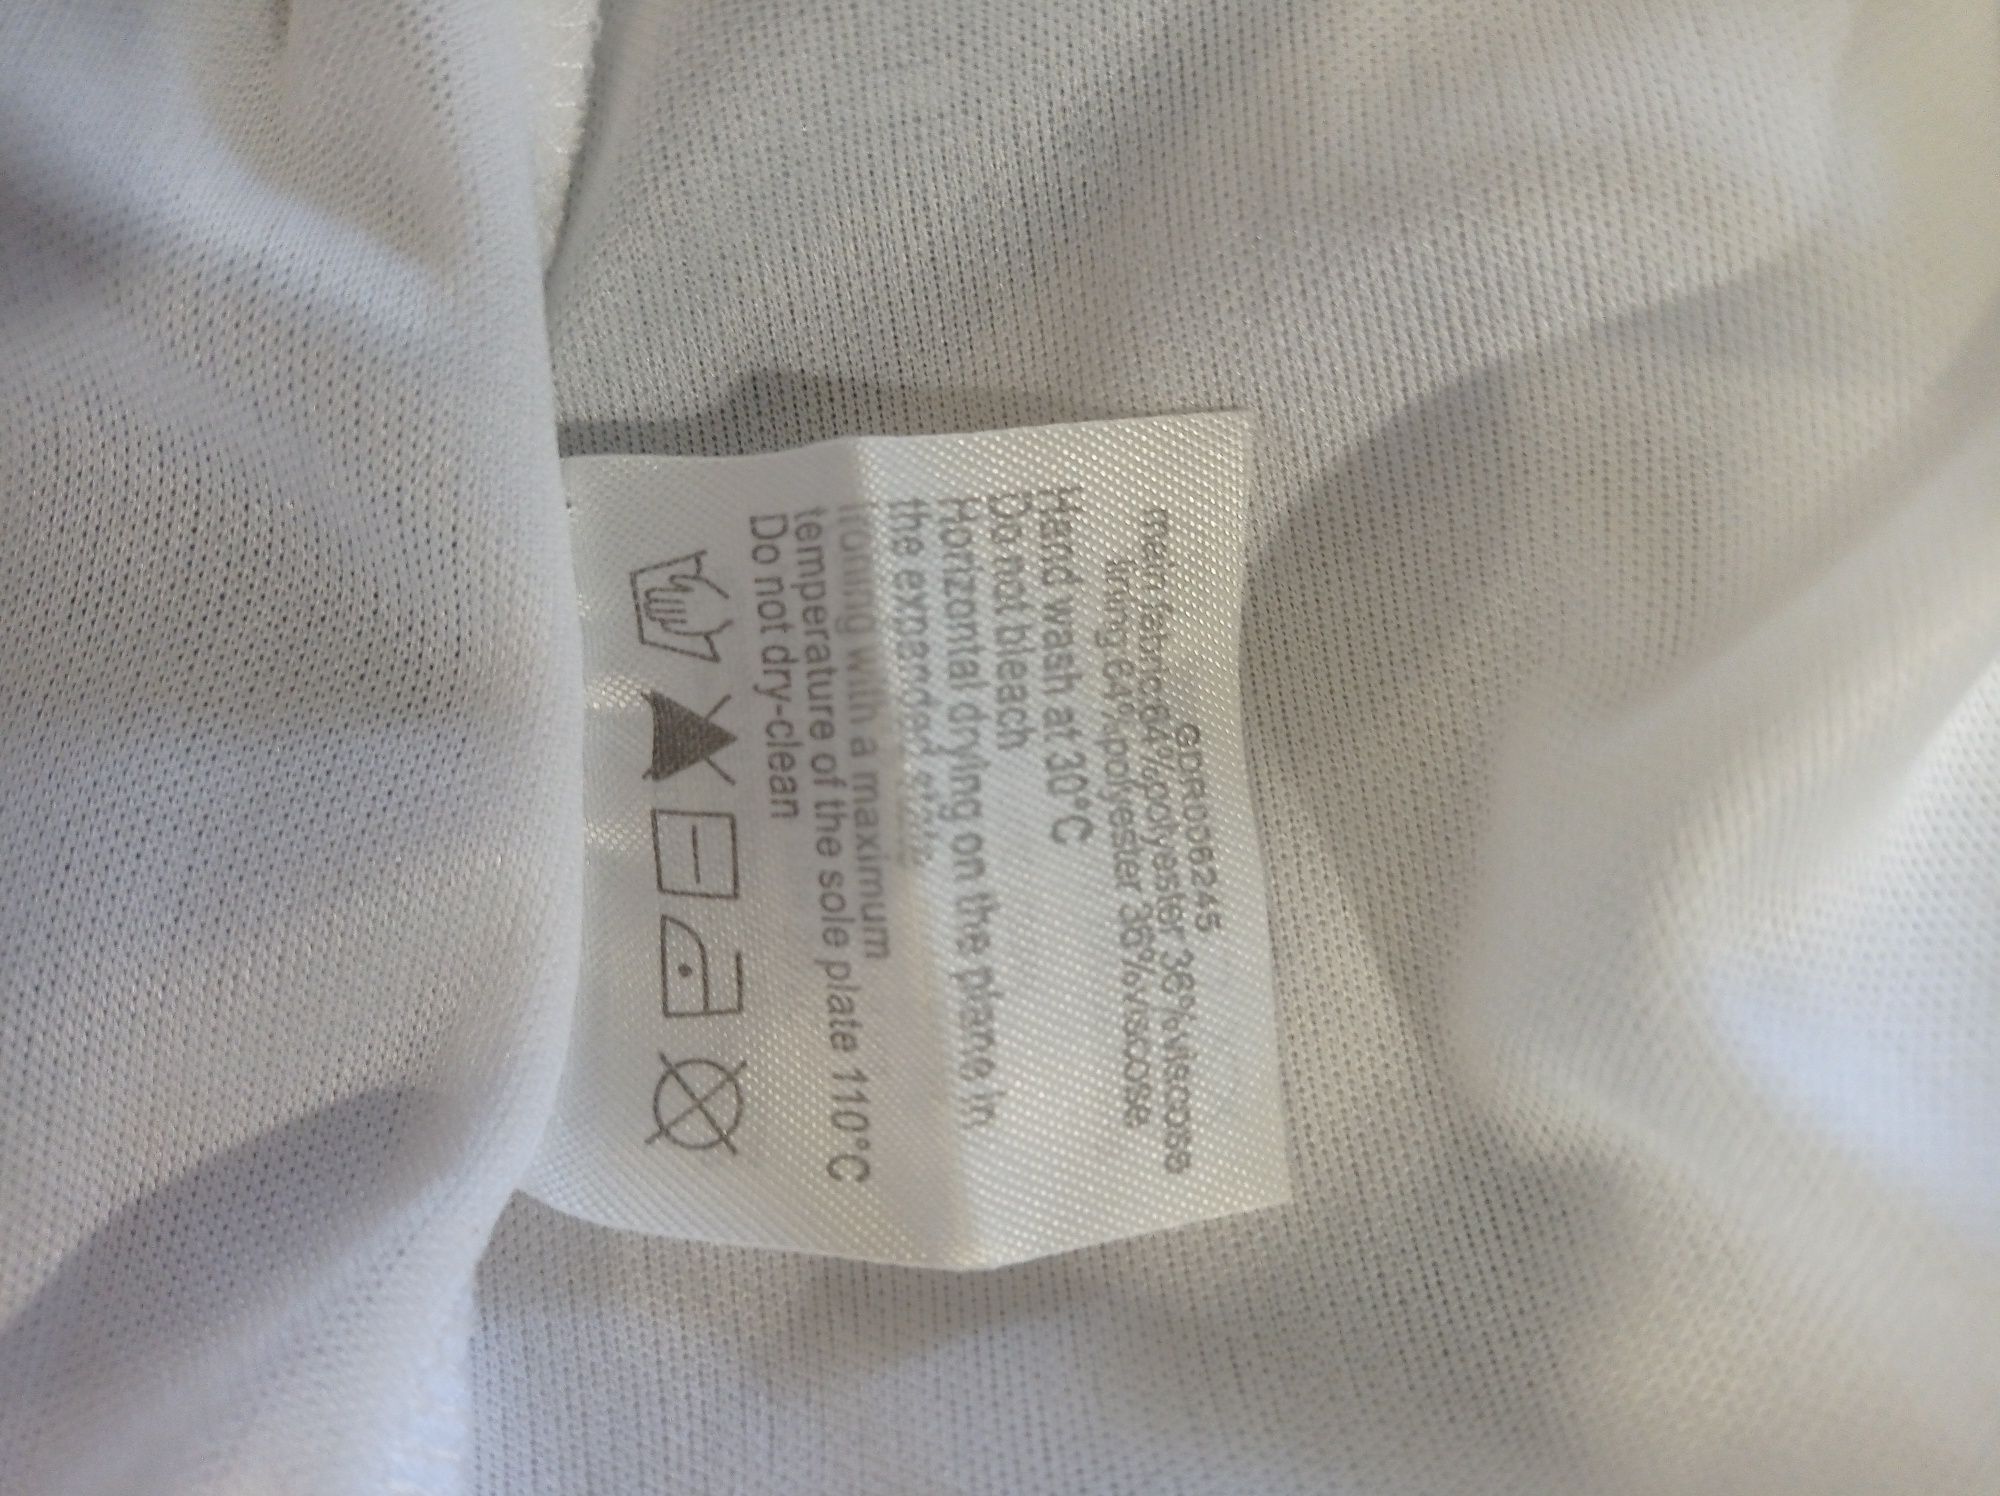 GDR006245
main fabric:64%polyester 36%viscose
lining:64%polyester 36%viscose
Hand wash at 30°C
Do not bleach
Horizontal drying on the plane in
the expanded state
Ironing with a maximum
temperature of the sole plate 110°C
Do not dry-clean